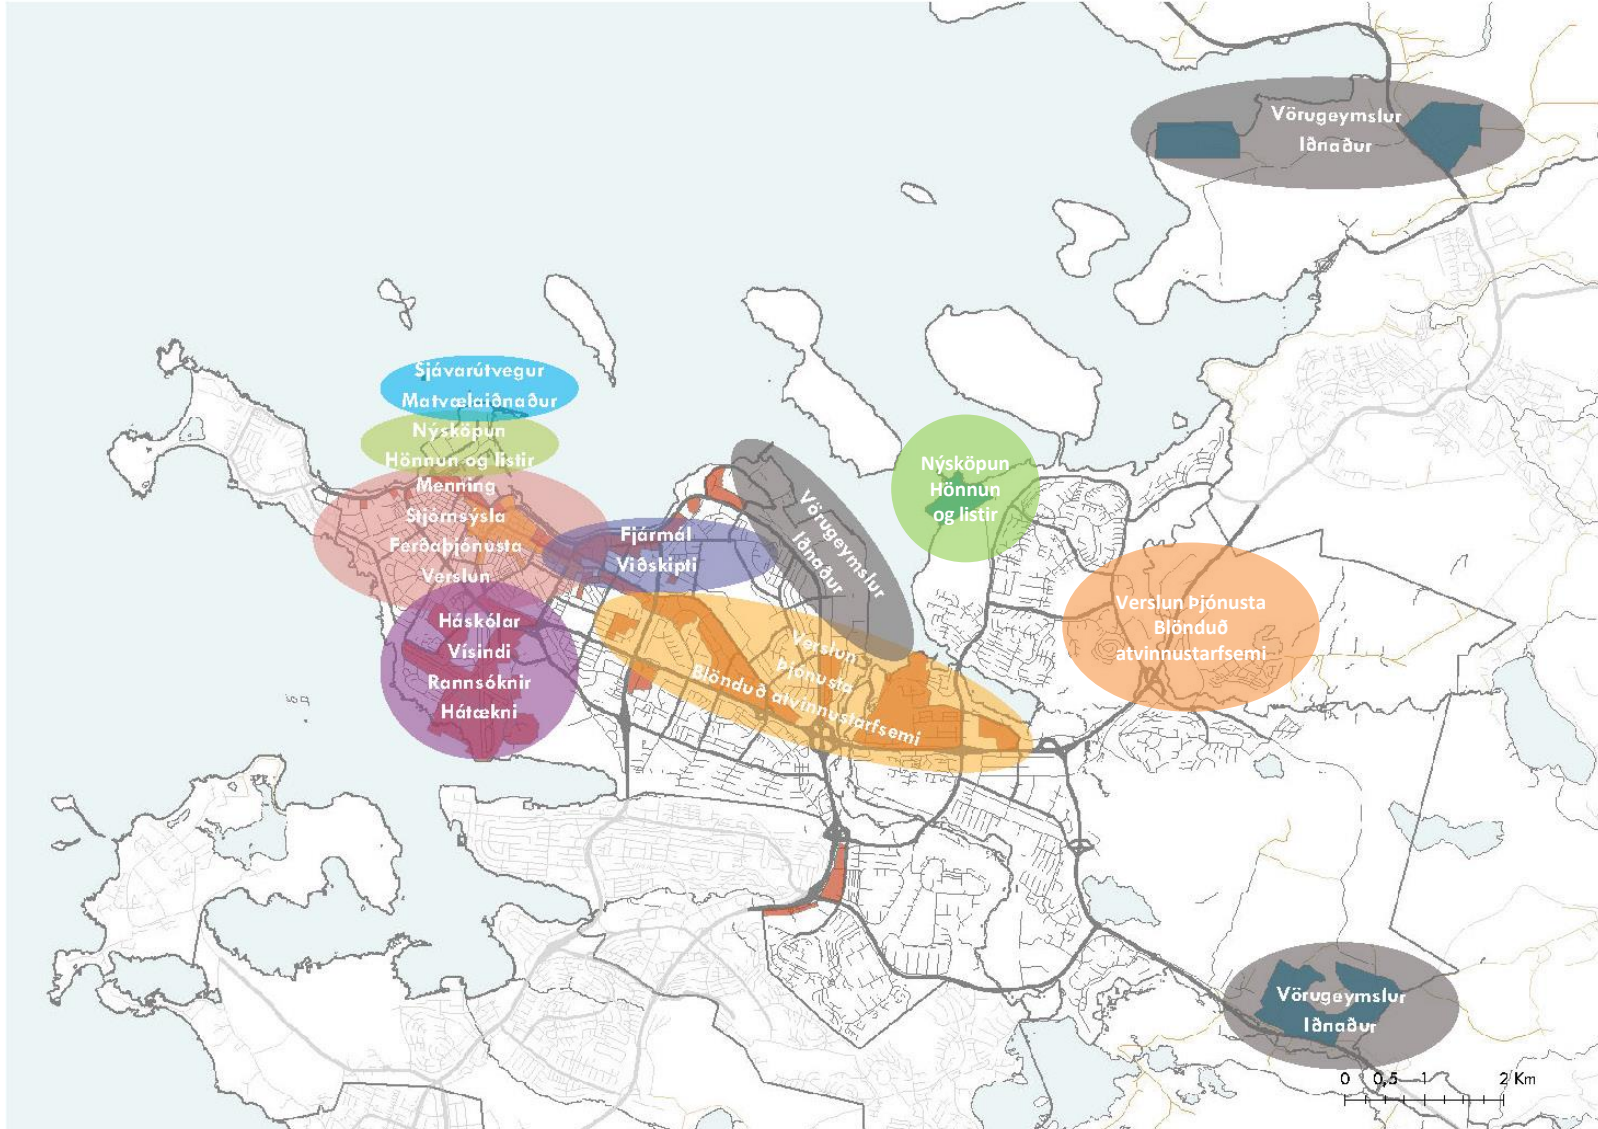 Vörugeymslur
Iðnaður
Sjávarútvegur
Matvælaiðnaður
Nýsköpun
Hönnun og listir
Menning
Stjórnsýsla
Ferðaþjónusta
Verslun
Fjármál
Viðskipti
Vörugeymslur
Iðnaður
Nýsköpun
Hönnun
og listir
Háskólar
Vísindi
Rannsóknir
Hátækni
Verslun
Þjónusta
Blönduð atvinnustarfsemi
Verslun Þjónusta
Blönduð
atvinnustarfsemi
Vörugeymslur
Iðnaður
0 0,5 1 2 Km